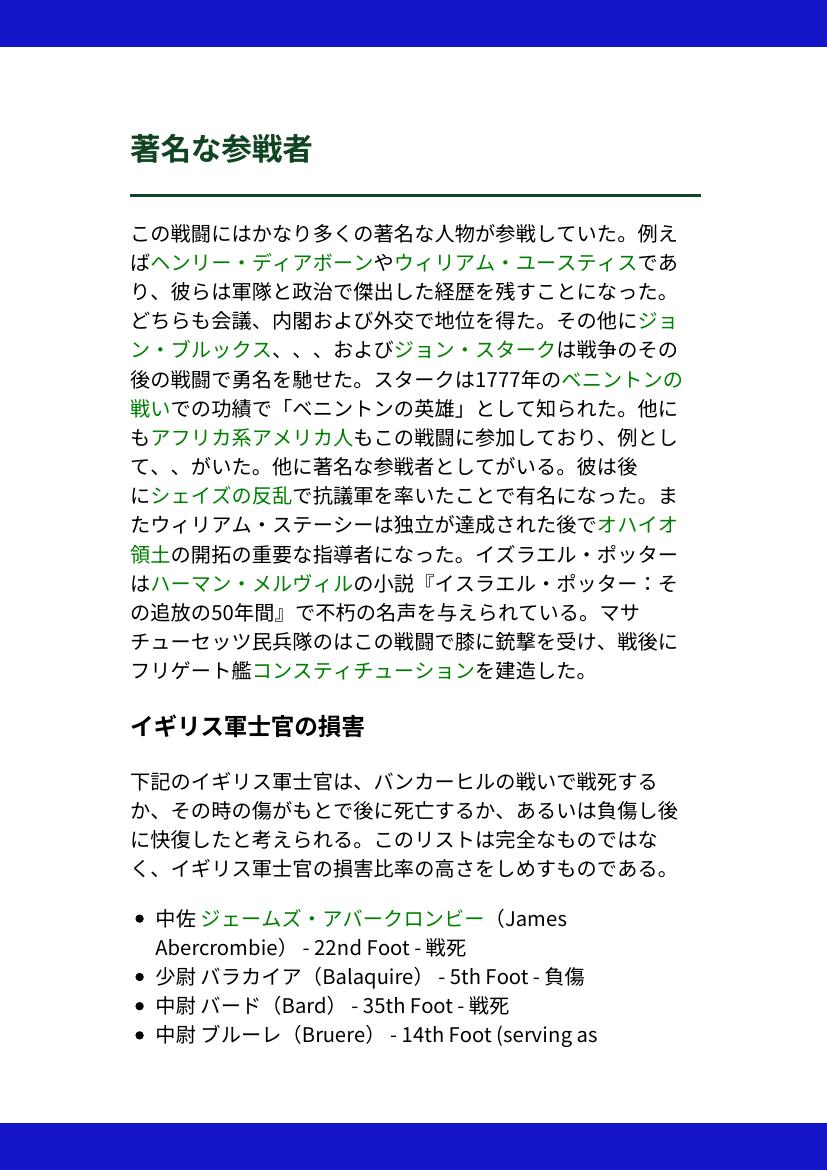 著名な参戦者
この戦闘にはかなり多くの著名な人物が参戦していた。例え
ばヘンリー・ディアボーンやウィリアム・ユースティスであ
り、彼らは軍隊と政治で傑出した経歴を残すことになった。
どちらも会議、内閣および外交で地位を得た。その他にジョ
ン・ブルックス、、、およびジョン・スタークは戦争のその
後の戦闘で勇名を馳せた。スタークは1777年のベニントンの
戦いでの功績で「ベニントンの英雄」として知られた。他に
もアフリカ系アメリカ人もこの戦闘に参加しており、例とし
て、、がいた。他に著名な参戦者としてがいる。彼は後
にシェイズの反乱で抗議軍を率いたことで有名になった。ま
たウィリアム・ステーシーは独立が達成された後でオハイオ
領土の開拓の重要な指導者になった。イズラエル・ポッター
はハーマン・メルヴィルの小説『イスラエル・ポッター：そ
の追放の50年間』で不朽の名声を与えられている。マサ
チューセッツ民兵隊のはこの戦闘で膝に銃撃を受け、戦後に
フリゲート艦コンスティチューションを建造した。
イギリス軍士官の損害
下記のイギリス軍士官は、バンカーヒルの戦いで戦死する
か、その時の傷がもとで後に死亡するか、あるいは負傷し後
に快復したと考えられる。このリストは完全なものではな
く、イギリス軍士官の損害比率の高さをしめすものである。
• 中佐 ジェームズ・アバークロンビー（James
Abercrombie） - 22nd Foot - 戦死
• 少尉 バラカイア（Balaquire） - 5th Foot - 負傷
• 中尉 バード（Bard） - 35th Foot - 戦死
• 中尉 ブルーレ（Bruere） - 14th Foot (serving as